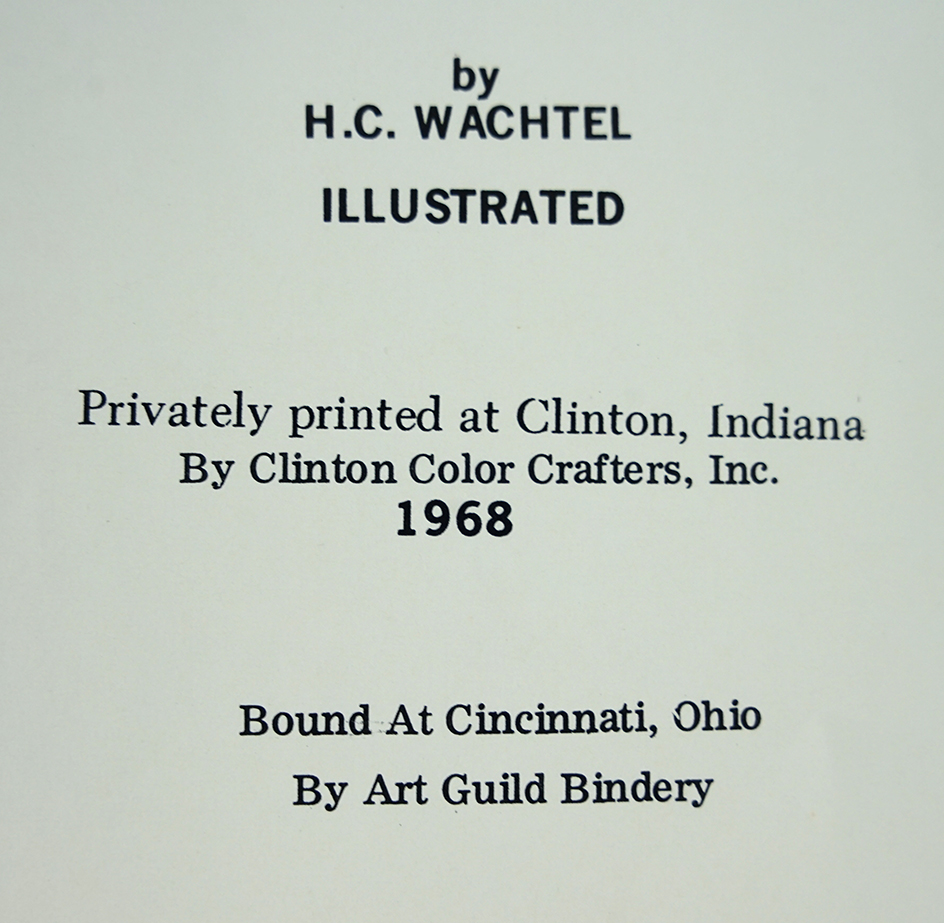 by
H.C. WACHTEL
ILLUSTRATED
Privately printed at Clinton, Indiana
By Clinton Color Crafters, Inc.
1968
Bound At Cincinnati, Ohio
By Art Guild Bindery